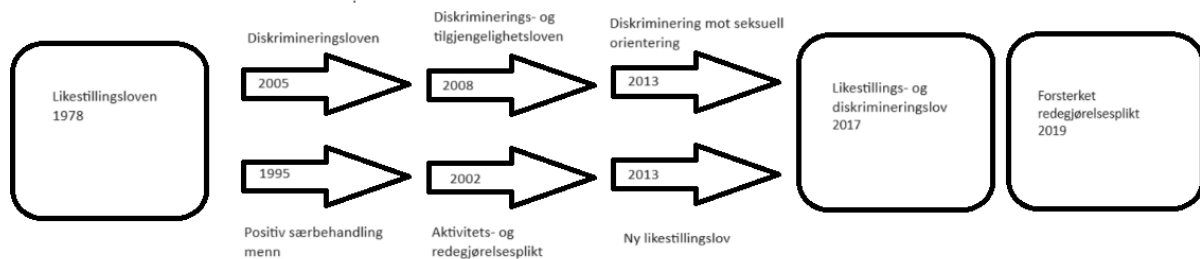 Likestillingsloven
1978
Diskrimineringsloven
2005
Diskriminerings- og
tilgjengelighetsloven
2008
Diskriminering mot seksuell
orientering
2013
1995
Positiv særbehandling
menn
2002
Aktivitets- og
redegjørelsesplikt
2013
Ny likestillingslov
Likestillings- og
diskrimineringslov
2017
Forsterket
redegjørelsesplikt
2019